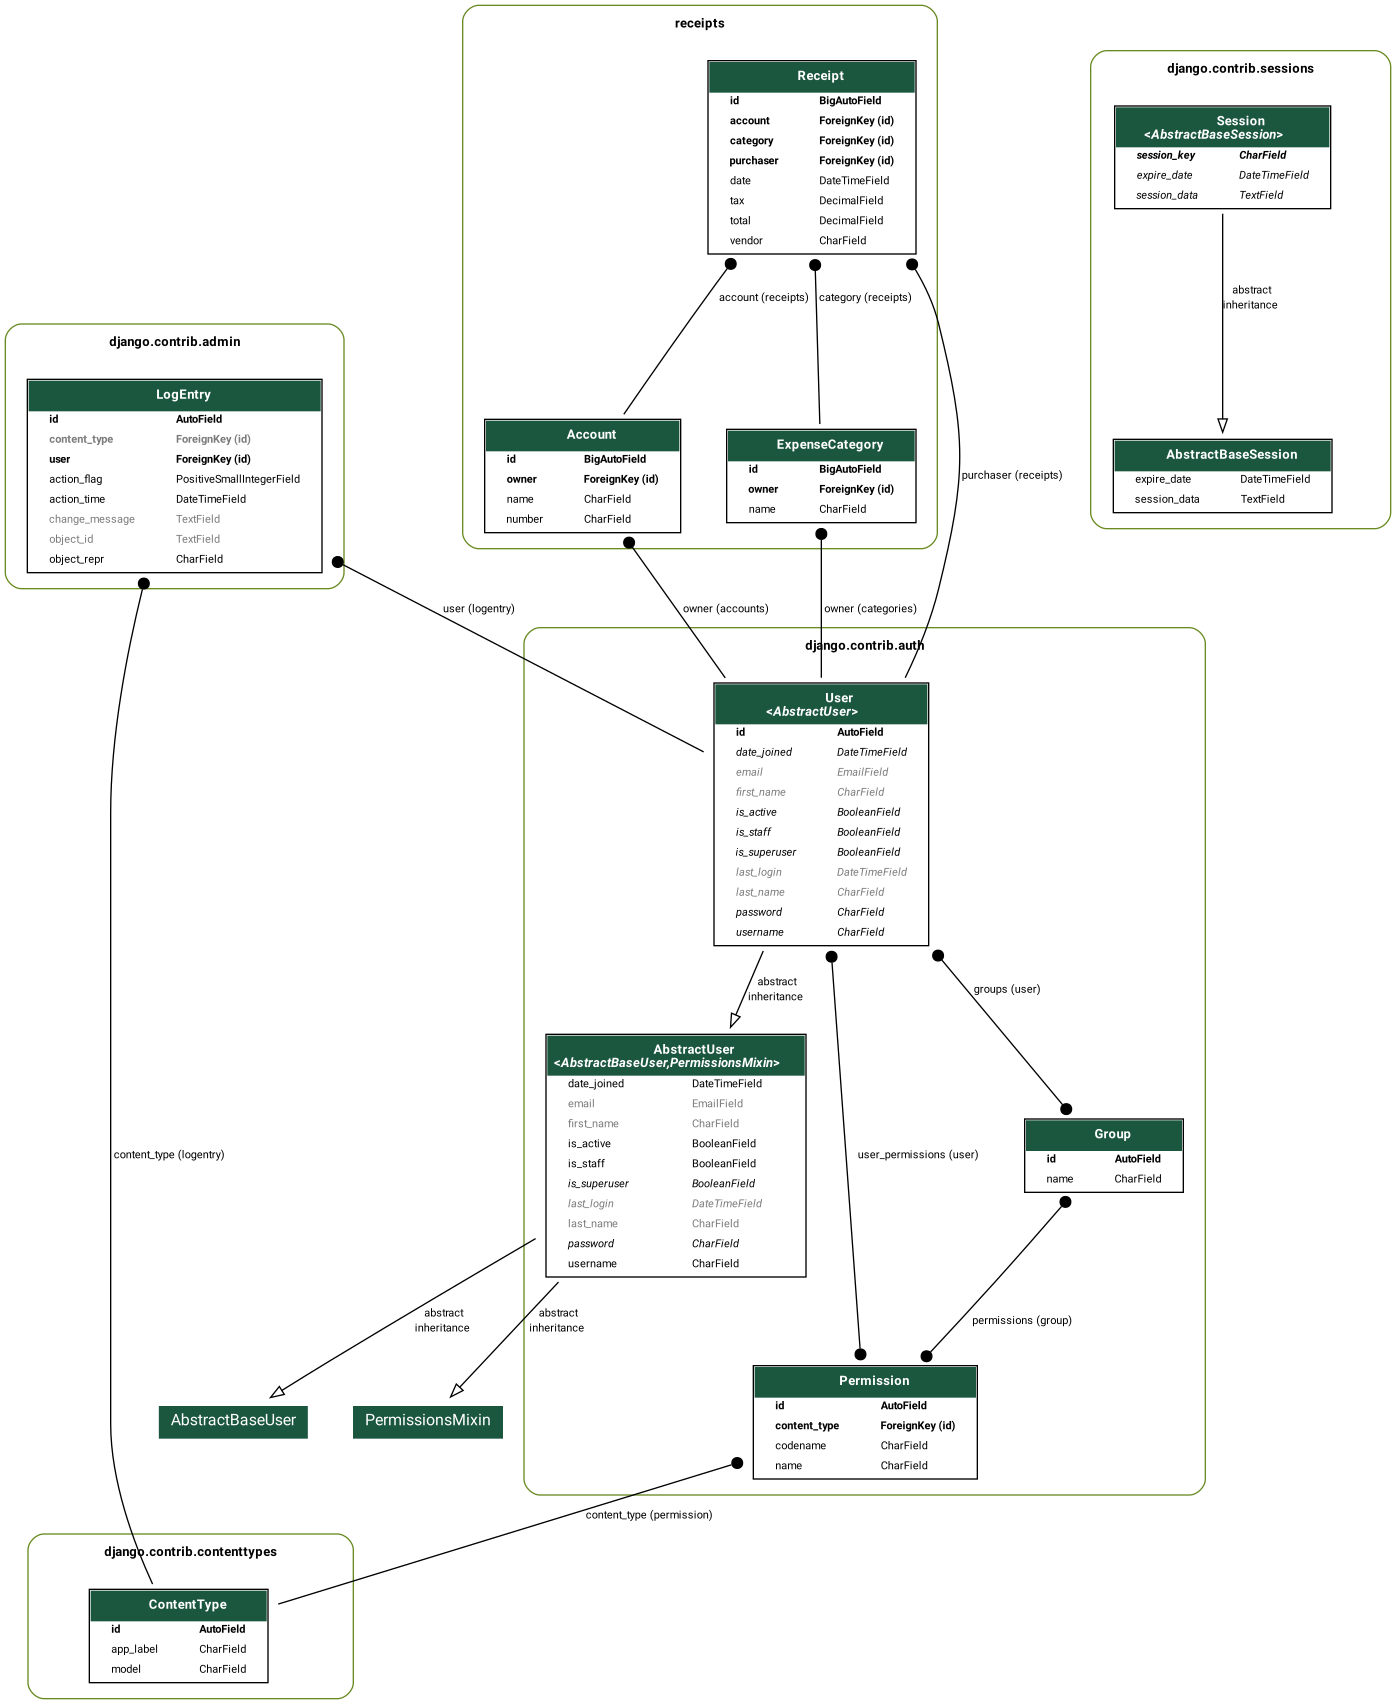 receipts
Receipt
id BigAutoField
account ForeignKey (id)
category ForeignKey (id)
purchaser ForeignKey (id)
date DateTimeField
tax DecimalField
total DecimalField
vendor CharField
django.contrib.sessions
Session
<AbstractBaseSession>
session_key CharField
expire_date DateTimeField
session_data TextField
account (receipts)
category (receipts)
abstract
inheritance
django.contrib.admin
LogEntry
id AutoField
content_type ForeignKey (id)
user ForeignKey (id)
action_flag PositiveSmallIntegerField
action_time DateTimeField
change_message TextField
object_id TextField
object_repr CharField
Account
id BigAutoField
owner ForeignKey (id)
name CharField
number CharField
ExpenseCategory
id BigAutoField
owner ForeignKey (id)
name CharField
purchaser (receipts)
AbstractBaseSession
expire_date DateTimeField
session_data TextField
user (logentry)
owner (accounts)
owner (categories)
django.contrib.auth
User
<AbstractUser>
id AutoField
date_joined DateTimeField
email EmailField
first_name CharField
is_active BooleanField
is_staff BooleanField
is_superuser BooleanField
last_login DateTimeField
last_name CharField
password CharField
username CharField
abstract
inheritance
groups (user)
AbstractUser
<AbstractBaseUser,PermissionsMixin>
date_joined DateTimeField
email EmailField
first_name CharField
is_active BooleanField
is_staff BooleanField
is_superuser BooleanField
last_login DateTimeField
last_name CharField
password CharField
username CharField
content_type (logentry)
user_permissions (user)
Group
id AutoField
name CharField
abstract
inheritance
abstract
inheritance
permissions (group)
AbstractBaseUser
PermissionsMixin
Permission
id AutoField
content_type ForeignKey (id)
codename CharField
name CharField
content_type (permission)
django.contrib.contenttypes
ContentType
id AutoField
app_label CharField
model CharField